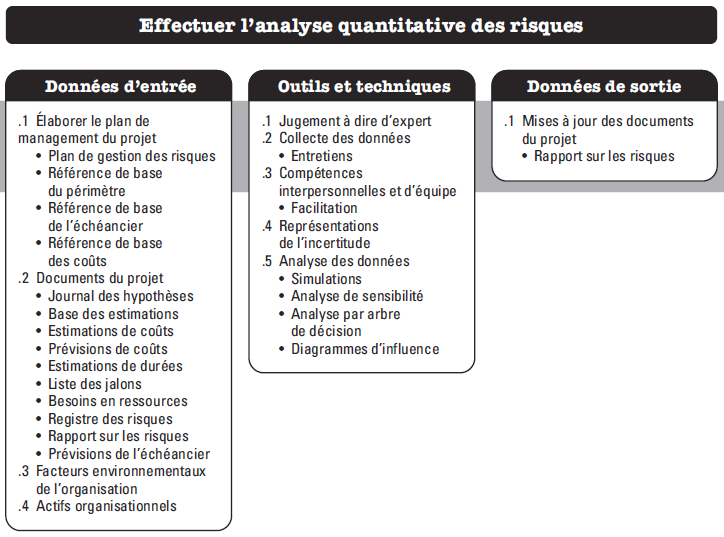 Effectuer l'analyse quantitative des risques
Données d'entrée
.1 Élaborer le plan de
management du projet
• Plan de gestion des risques
• Référence de base
du périmètre
• Référence de base
de l'échéancier
• Référence de base
des coûts
.2 Documents du projet
• Journal des hypothèses
• Base des estimations
• Estimations de coûts
• Prévisions de coûts
• Estimations de durées
• Liste des jalons
• Besoins en ressources
• Registre des risques
• Rapport sur les risques
• Prévisions de l'échéancier
.3 Facteurs environnementaux
de l'organisation
.4 Actifs organisationnels
Outils et techniques
.1 Jugement à dire d'expert
.2 Collecte des données
• Entretiens
.3 Compétences
interpersonnelles et d'équipe
• Facilitation
.4 Représentations
de l'incertitude
.5 Analyse des données
• Simulations
• Analyse de sensibilité
• Analyse par arbre
de décision
• Diagrammes d'influence
Données de sortie
.1 Mises à jour des documents
du projet
• Rapport sur les risques